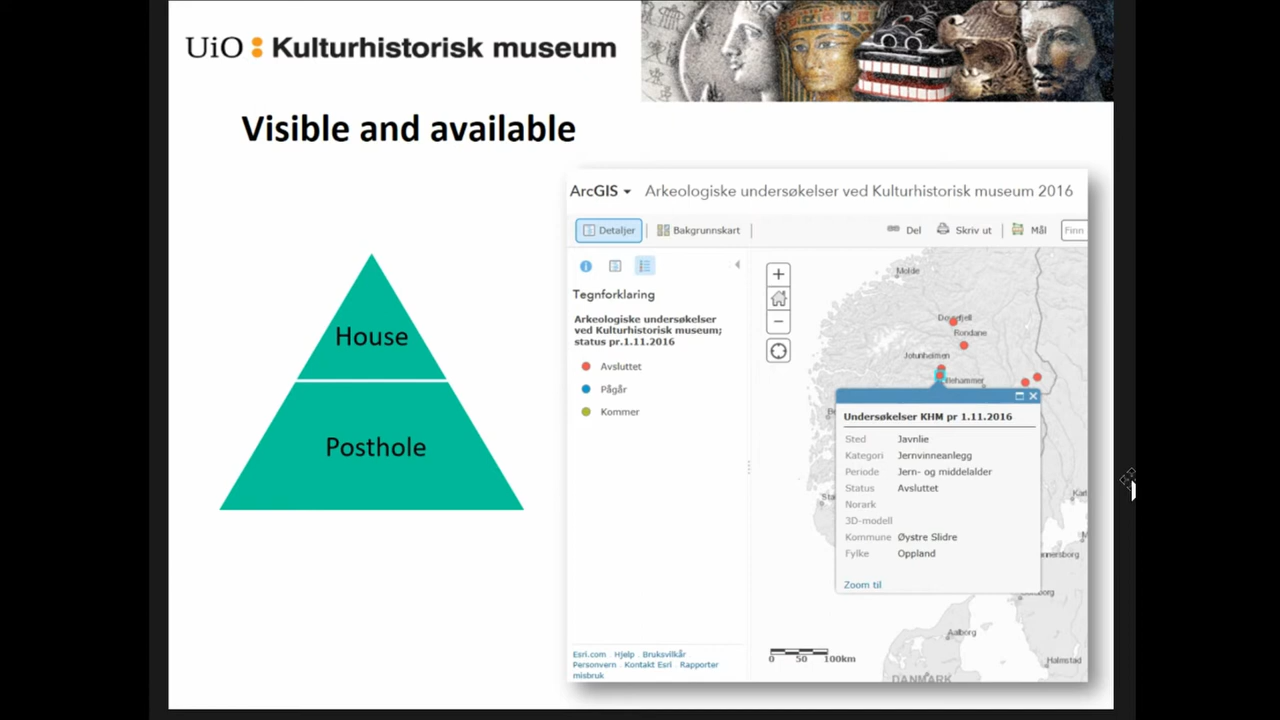 UiO : Kulturhistorisk museum
Visible and available
House
Posthole
ArcGIS
Arkeologiske undersøkelser ved Kulturhistorisk museum 2016
Detaljer
Bakgrunnskart
Del
Skriv ut
Mål
Finn
Tegnforklaring
Arkeologiske undersøkelser
ved Kulturhistorisk museum;
status pr.1.11.2016
Avsluttet
Pågår
Kommer
Molde
Rondane
Jotunheimen
Undersøkelser KHM pr 1.11.2016
Sted Javnlie
Kategori Jernvinneanlegg
Periode Jern- og middelalder
Status Avsluttet
Norark
3D-modell
Kommune Øystre Slidre
Fylke Oppland
Zoom til
Aalborg
Halmstad
DANMARK
0 50 100km
Esri.com . Hjelp . Bruksvilkår .
Personvern . Kontakt Esri . Rapporter
misbruk